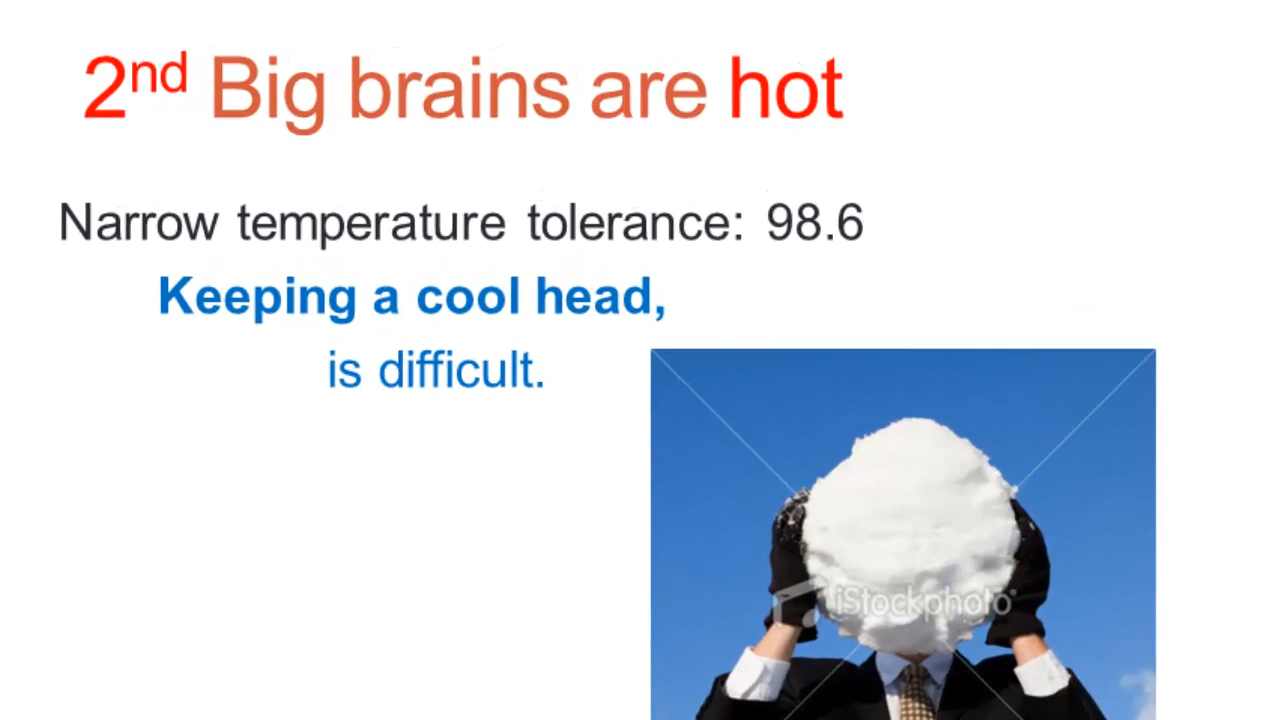 2nd Big brains are hot
Narrow temperature tolerance: 98.6
Keeping a cool head,
is difficult.
iStockphoto